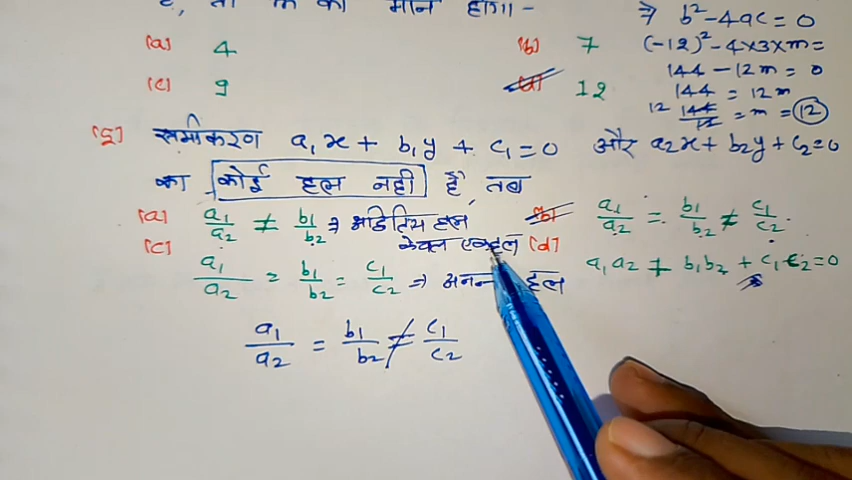 तो m का मान होगा-
(a) 4 (b) 7
(c) 9 (d) 12
⇒ b²-4ac = 0
(-12)² - 4×3×m =
144 - 12m = 0
144 = 12m
12 144/12 = m = 12
समीकरण a₁x + b₁y + c₁ = 0 और a₂x + b₂y + c₂ = 0
का कोई हल नही है, तब
(a) a₁/a₂ ≠ b₁/b₂ ⇒ अद्वितिय हल (b) a₁/a₂ = b₁/b₂ ≠ c₁/c₂
केवल एक हल
(c) a₁/a₂ = b₁/b₂ = c₁/c₂ ⇒ अनन्त हल (d) a₁a₂ + b₁b₂ + c₁c₂ = 0
a₁/a₂ = b₁/b₂ ≠ c₁/c₂